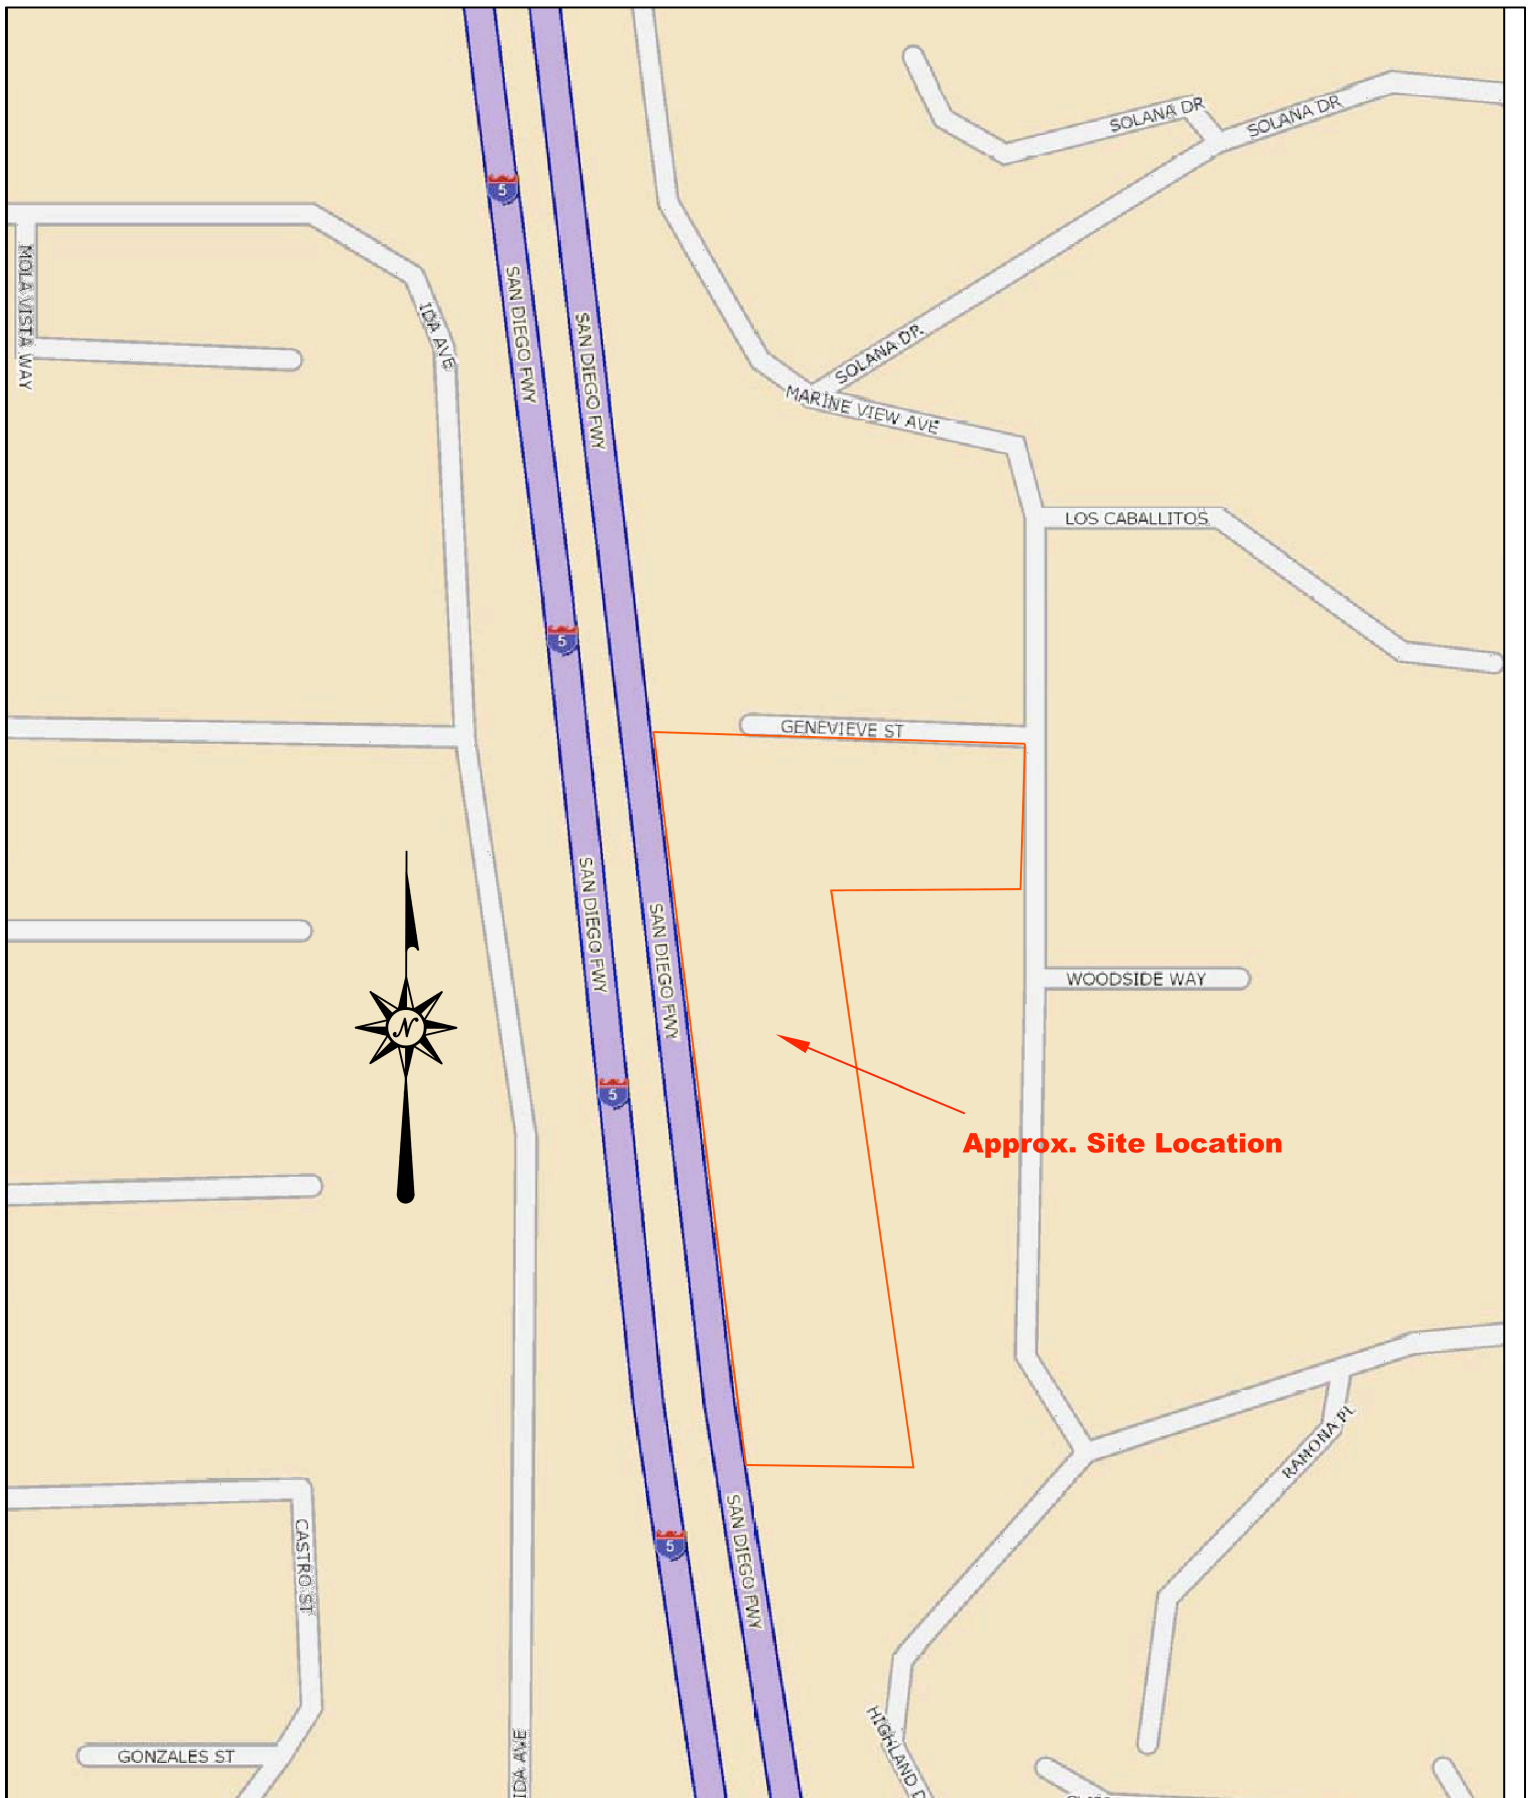 SOLANA DR
SOLANA DR
5
MOLA VISTA WAY
IDA AVE
SAN DIEGO FWY
SAN DIEGO FWY
SOLANA DR
MARINE VIEW AVE
LOS CABALLITOS
5
GENEVIEVE ST
SAN DIEGO FWY
SAN DIEGO FWY
WOODSIDE WAY
N
5
Approx. Site Location
RAMONA PL
CASTRO ST
SAN DIEGO FWY
5
HIGHLAND D
IDA AVE
GONZALES ST